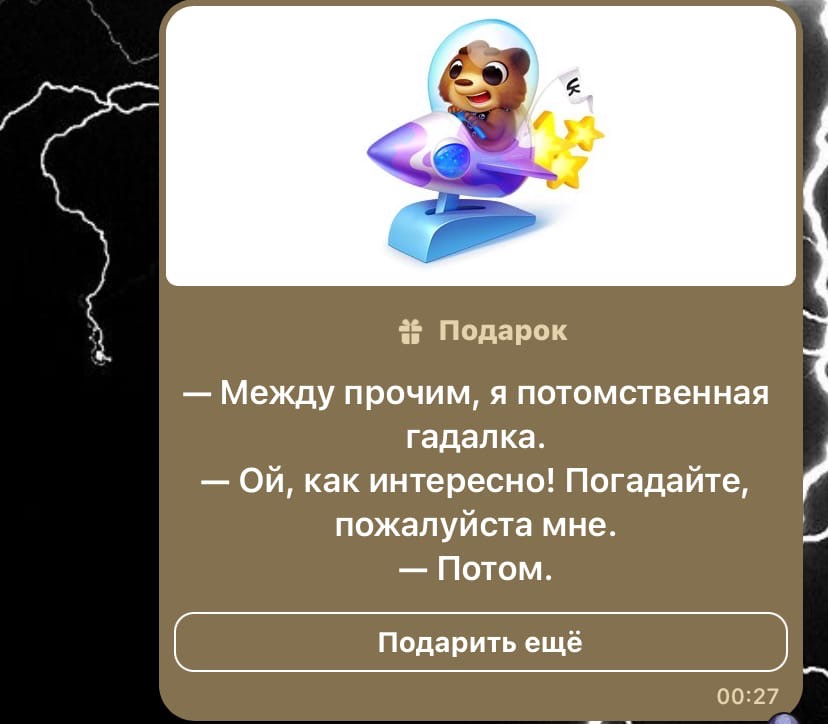 Подарок
— Между прочим, я потомственная
гадалка.
— Ой, как интересно! Погадайте,
пожалуйста мне.
— Потом.
Подарить ещё
00:27